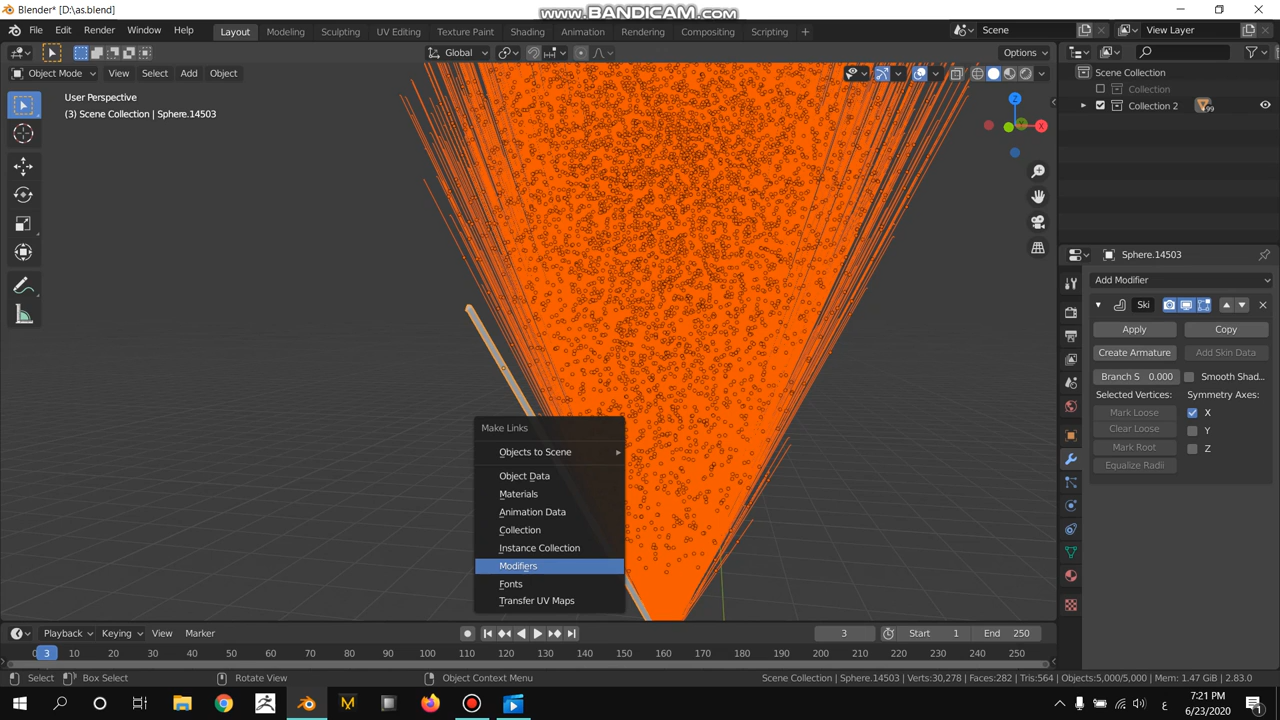 Blender* [D:\as.blend]
www.BANDICAM.com
File Edit Render Window Help
Layout Modeling Sculpting UV Editing Texture Paint Shading Animation Rendering Compositing Scripting +
Scene
View Layer
Global
Options
Object Mode View Select Add Object
User Perspective
(3) Scene Collection | Sphere.14503
Z
X
Scene Collection
Collection
Collection 2
99
Sphere.14503
Add Modifier
Ski
Apply Copy
Create Armature Add Skin Data
Branch S 0.000 Smooth Shad...
Selected Vertices: Symmetry Axes:
Mark Loose X
Clear Loose Y
Mark Root Z
Equalize Radii
Make Links
Objects to Scene
Object Data
Materials
Animation Data
Collection
Instance Collection
Modifiers
Fonts
Transfer UV Maps
Playback Keying View Marker
3 Start 1 End 250
3 10 20 30 40 50 60 70 80 90 100 110 120 130 140 150 160 170 180 190 200 210 220 230 240 250
Select Box Select Rotate View Object Context Menu
Scene Collection | Sphere.14503 | Verts:30,278 | Faces:282 | Tris:564 | Objects:5,000/5,000 | Mem: 1.47 GiB | 2.83.0
7:21 PM
6/23/2020
ع
1